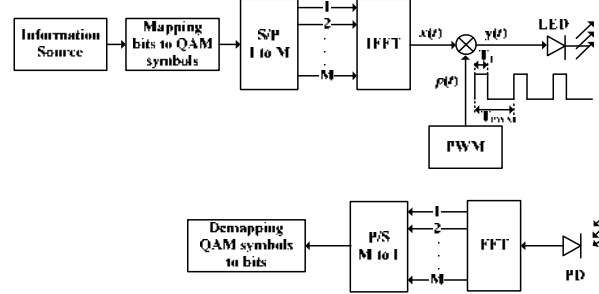 Information
Source
Mapping
bits to QAM
symbols
S/P
1 to M
1
2
M
IFFT
x(t)
y(t)
p(t)
LED
T1
TPWM
PWM
Demapping
QAM symbols
to bits
P/S
M to 1
1
2
M
FFT
PD